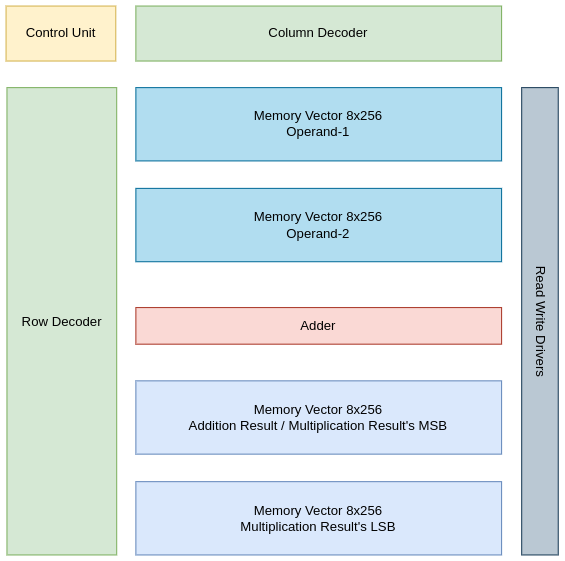 Control Unit
Column Decoder
Memory Vector 8x256
Operand-1
Memory Vector 8x256
Operand-2
Row Decoder
Adder
Read Write Drivers
Memory Vector 8x256
Addition Result / Multiplication Result's MSB
Memory Vector 8x256
Multiplication Result's LSB